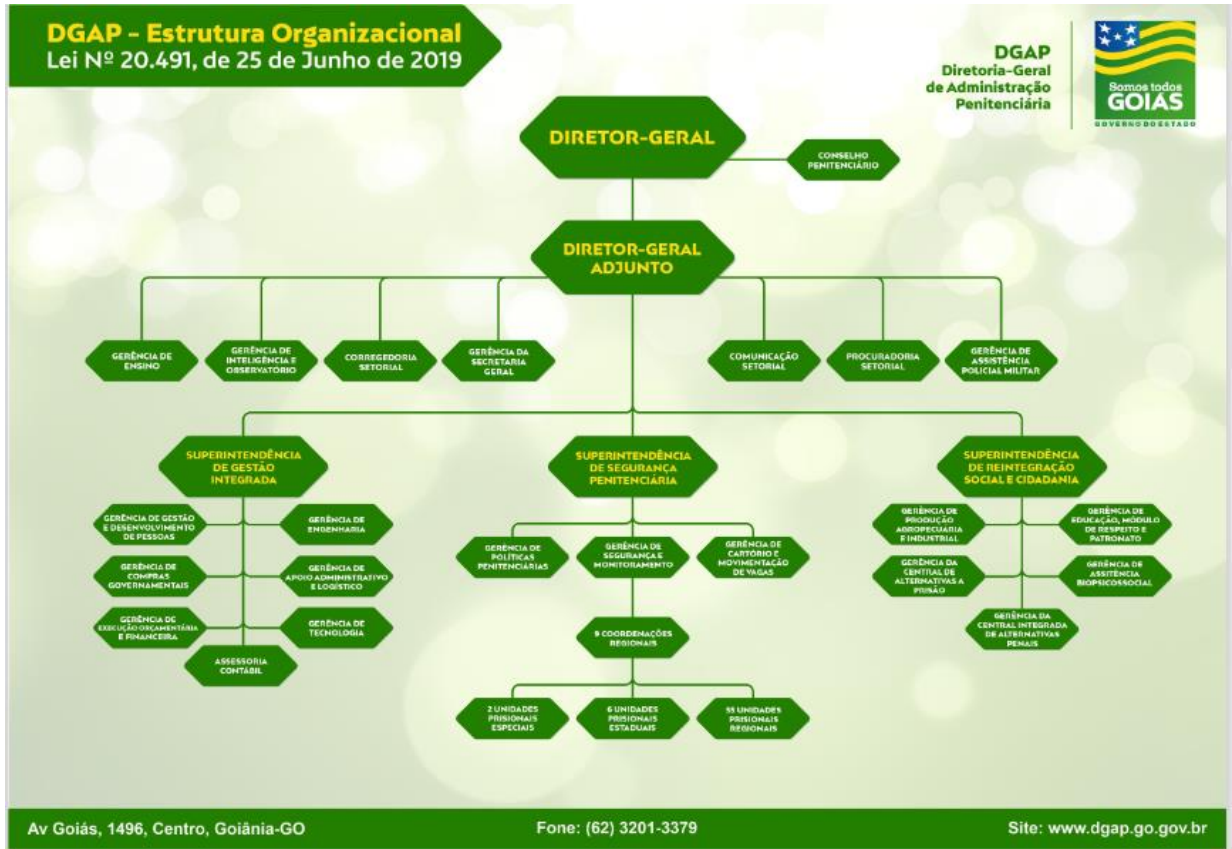 DGAP - Estrutura Organizacional
Lei Nº 20.491, de 25 de Junho de 2019
DGAP
Diretoria-Geral
de Administração
Penitenciária
Somos todos
GOIÁS
GOVERNO DO ESTADO
DIRETOR-GERAL
CONSELHO
PENITENCIÁRIO
DIRETOR-GERAL
ADJUNTO
GERÊNCIA DE
ENSINO
GERÊNCIA DE
INTELIGÊNCIA E
OBSERVATÓRIO
CORREGEDORIA
SETORIAL
GERÊNCIA DA
SECRETARIA
GERAL
COMUNICAÇÃO
SETORIAL
PROCURADORIA
SETORIAL
GERÊNCIA DE
ASSISTÊNCIA
POLICIAL MILITAR
SUPERINTENDÊNCIA
DE GESTÃO
INTEGRADA
SUPERINTENDÊNCIA
DE SEGURANÇA
PENITENCIÁRIA
SUPERINTENDÊNCIA
DE REINTEGRAÇÃO
SOCIAL E CIDADANIA
GERÊNCIA DE GESTÃO
E DESENVOLVIMENTO
DE PESSOAS
GERÊNCIA DE
ENGENHARIA
GERÊNCIA DE
COMPRAS
GOVERNAMENTAIS
GERÊNCIA DE
APOIO ADMINISTRATIVO
E LOGÍSTICO
GERÊNCIA DE
EXECUÇÃO ORÇAMENTÁRIA
E FINANCEIRA
GERÊNCIA DE
TECNOLOGIA
ASSESSORIA
CONTÁBIL
GERÊNCIA DE
POLÍTICAS
PENITENCIÁRIAS
GERÊNCIA DE
SEGURANÇA E
MONITORAMENTO
GERÊNCIA DE
CARTÓRIO E
MOVIMENTAÇÃO
DE VAGAS
9 COORDENAÇÕES
REGIONAIS
2 UNIDADES
PRISIONAIS
ESPECIAIS
6 UNIDADES
PRISIONAIS
ESTADUAIS
UNIDADES
PRISIONAIS
REGIONAIS
GERÊNCIA DE
PRODUÇÃO
AGROPECUÁRIA
E INDUSTRIAL
GERÊNCIA DE
EDUCAÇÃO, MÓDULO
DE RESPEITO E
PATRONATO
GERÊNCIA DA
CENTRAL DE
ALTERNATIVAS A
PRISÃO
GERÊNCIA DE
ASSITÊNCIA
BIOPSICOSSOCIAL
GERÊNCIA DA
CENTRAL INTEGRADA
DE ALTERNATIVAS
PENAIS
Av Goiás, 1496, Centro, Goiânia-GO
Fone: (62) 3201-3379
Site: www.dgap.go.gov.br